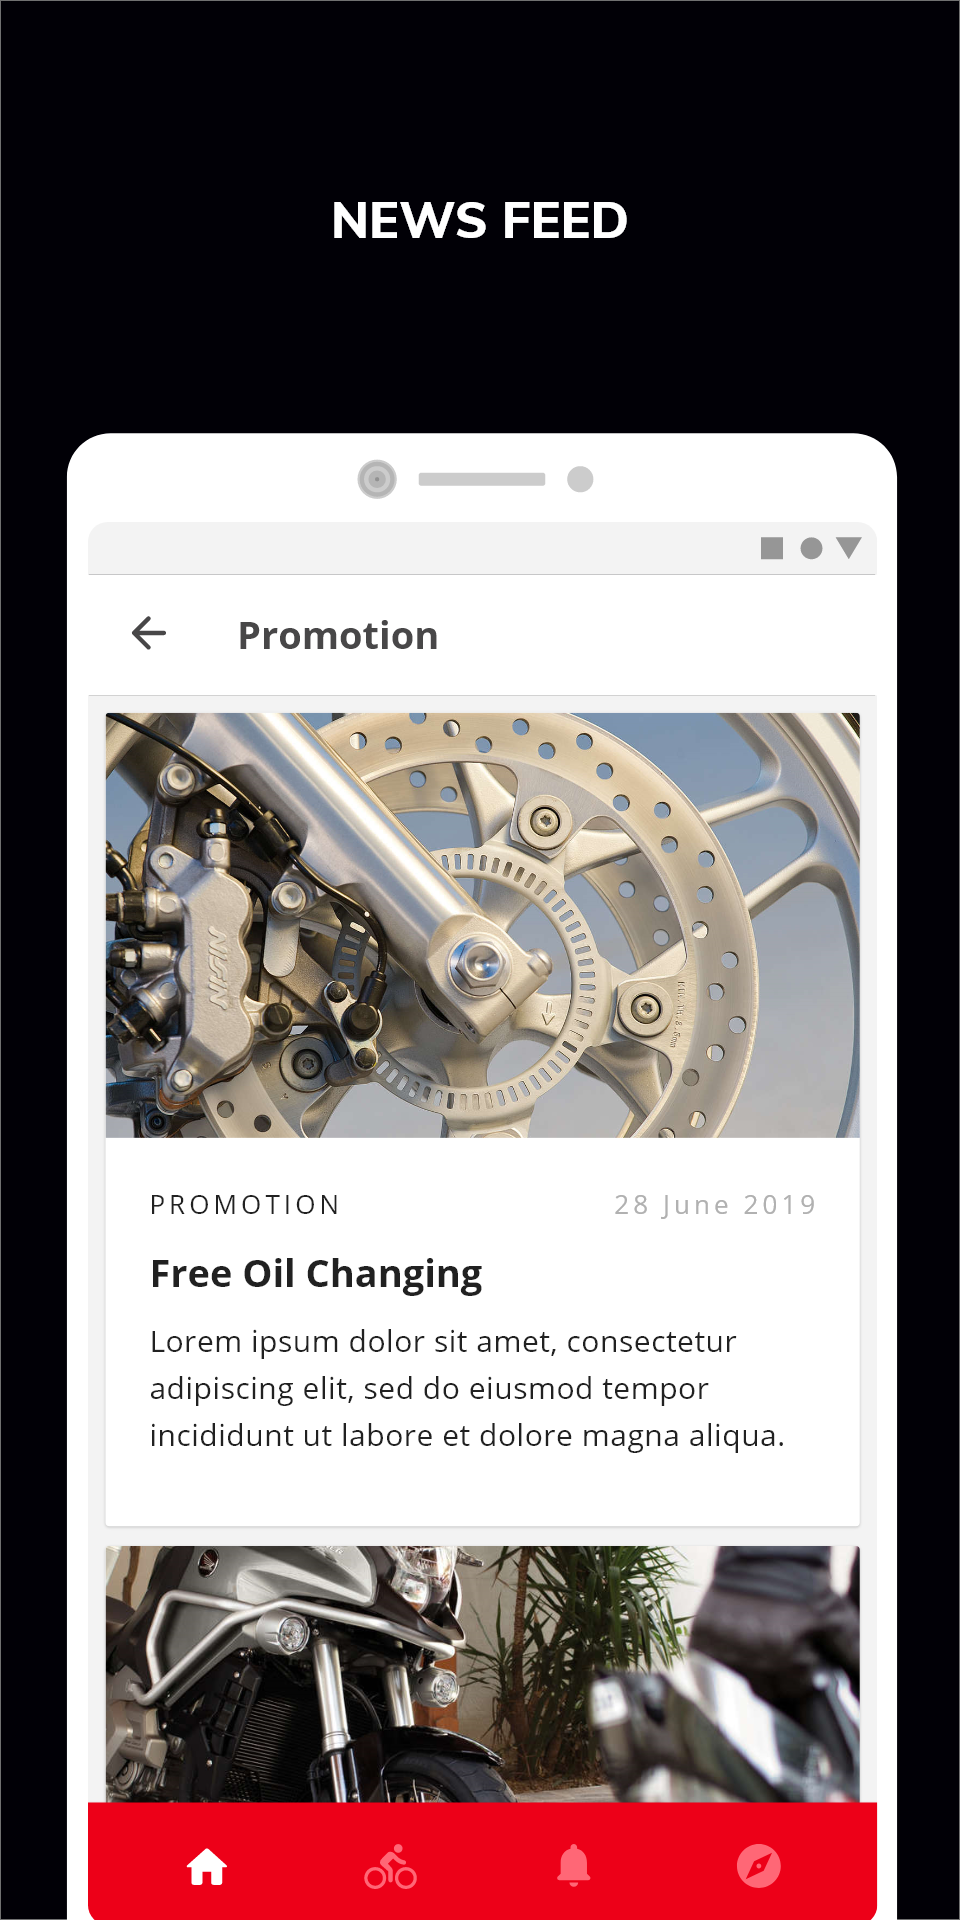 NEWS FEED
Promotion
NISSIN
PROMOTION
28 June 2019
Free Oil Changing
Lorem ipsum dolor sit amet, consectetur
adipiscing elit, sed do eiusmod tempor
incididunt ut labore et dolore magna aliqua.